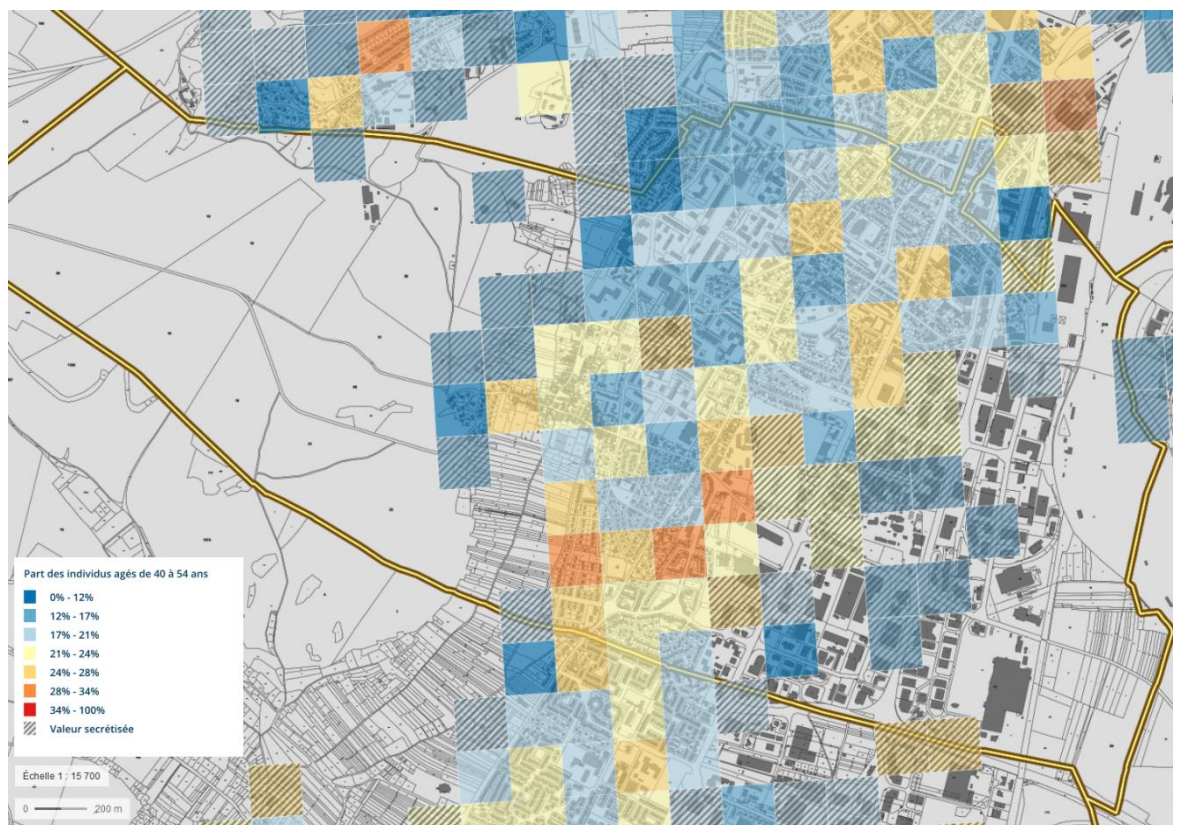 Part des individus agés de 40 à 54 ans
0% - 12%
12% - 17%
17% - 21%
21% - 24%
24% - 28%
28% - 34%
34% - 100%
Valeur secrétisée
Échelle 1 : 15 700
0 200 m